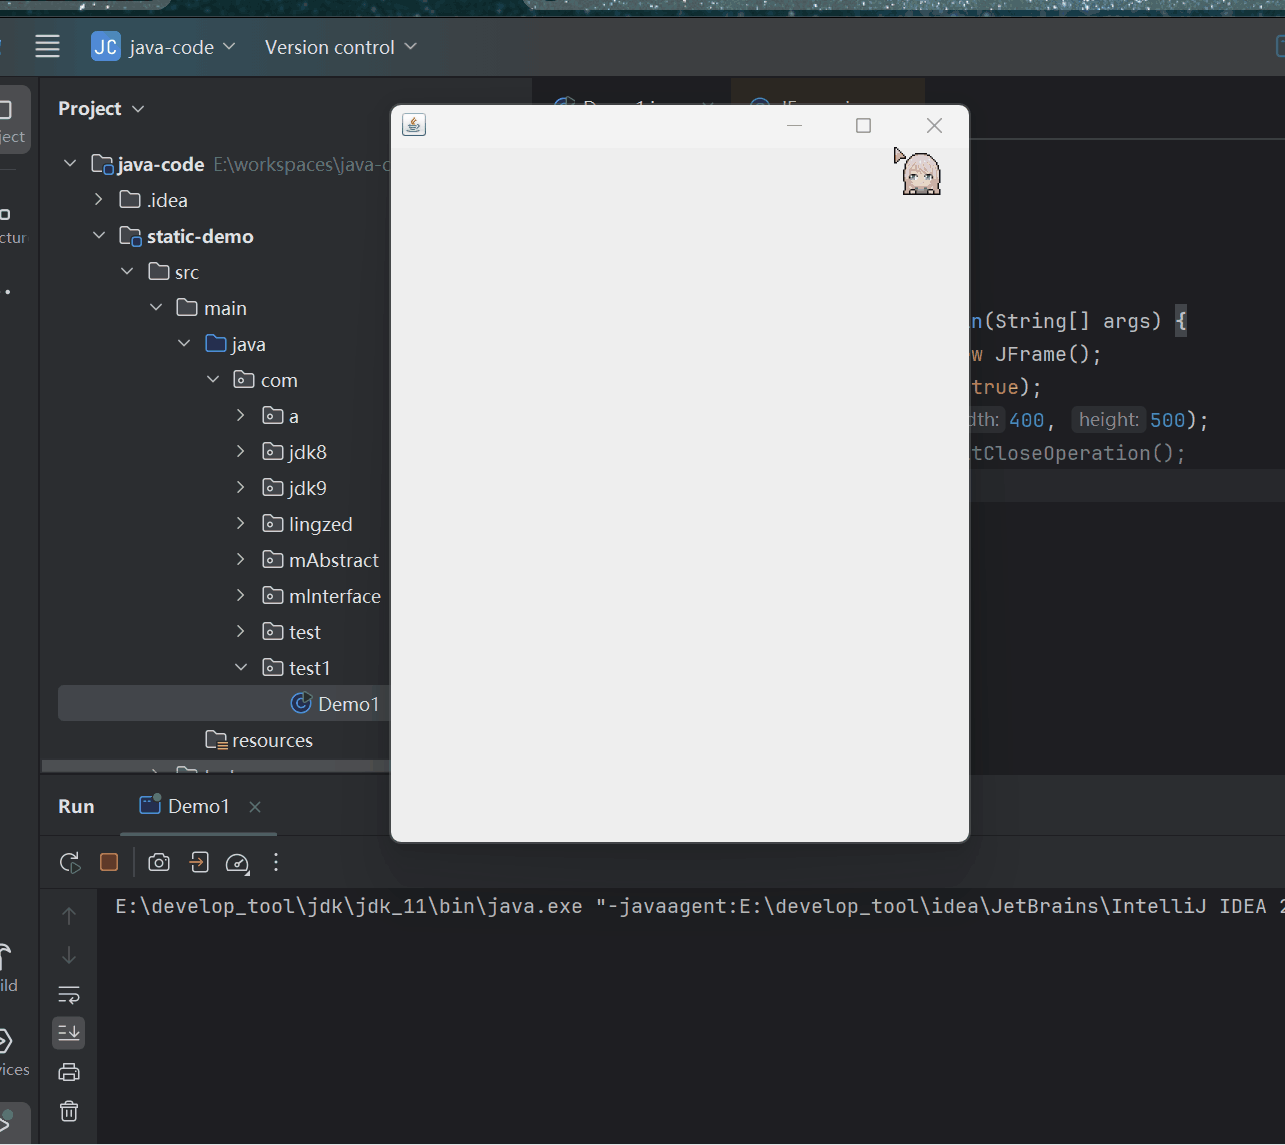 JC java-code Version control
Project
java-code E:\workspaces\java-c
.idea
static-demo
src
main
java
com
a
jdk8
jdk9
lingzed
mAbstract
mInterface
test
test1
Demo1
resources
n(String[] args) {
w JFrame();
true);
dth: 400, height: 500);
tCloseOperation();
Run Demo1
E:\develop_tool\jdk\jdk_11\bin\java.exe "-javaagent:E:\develop_tool\idea\JetBrains\IntelliJ IDEA 2
ject
ctur
ild
vices